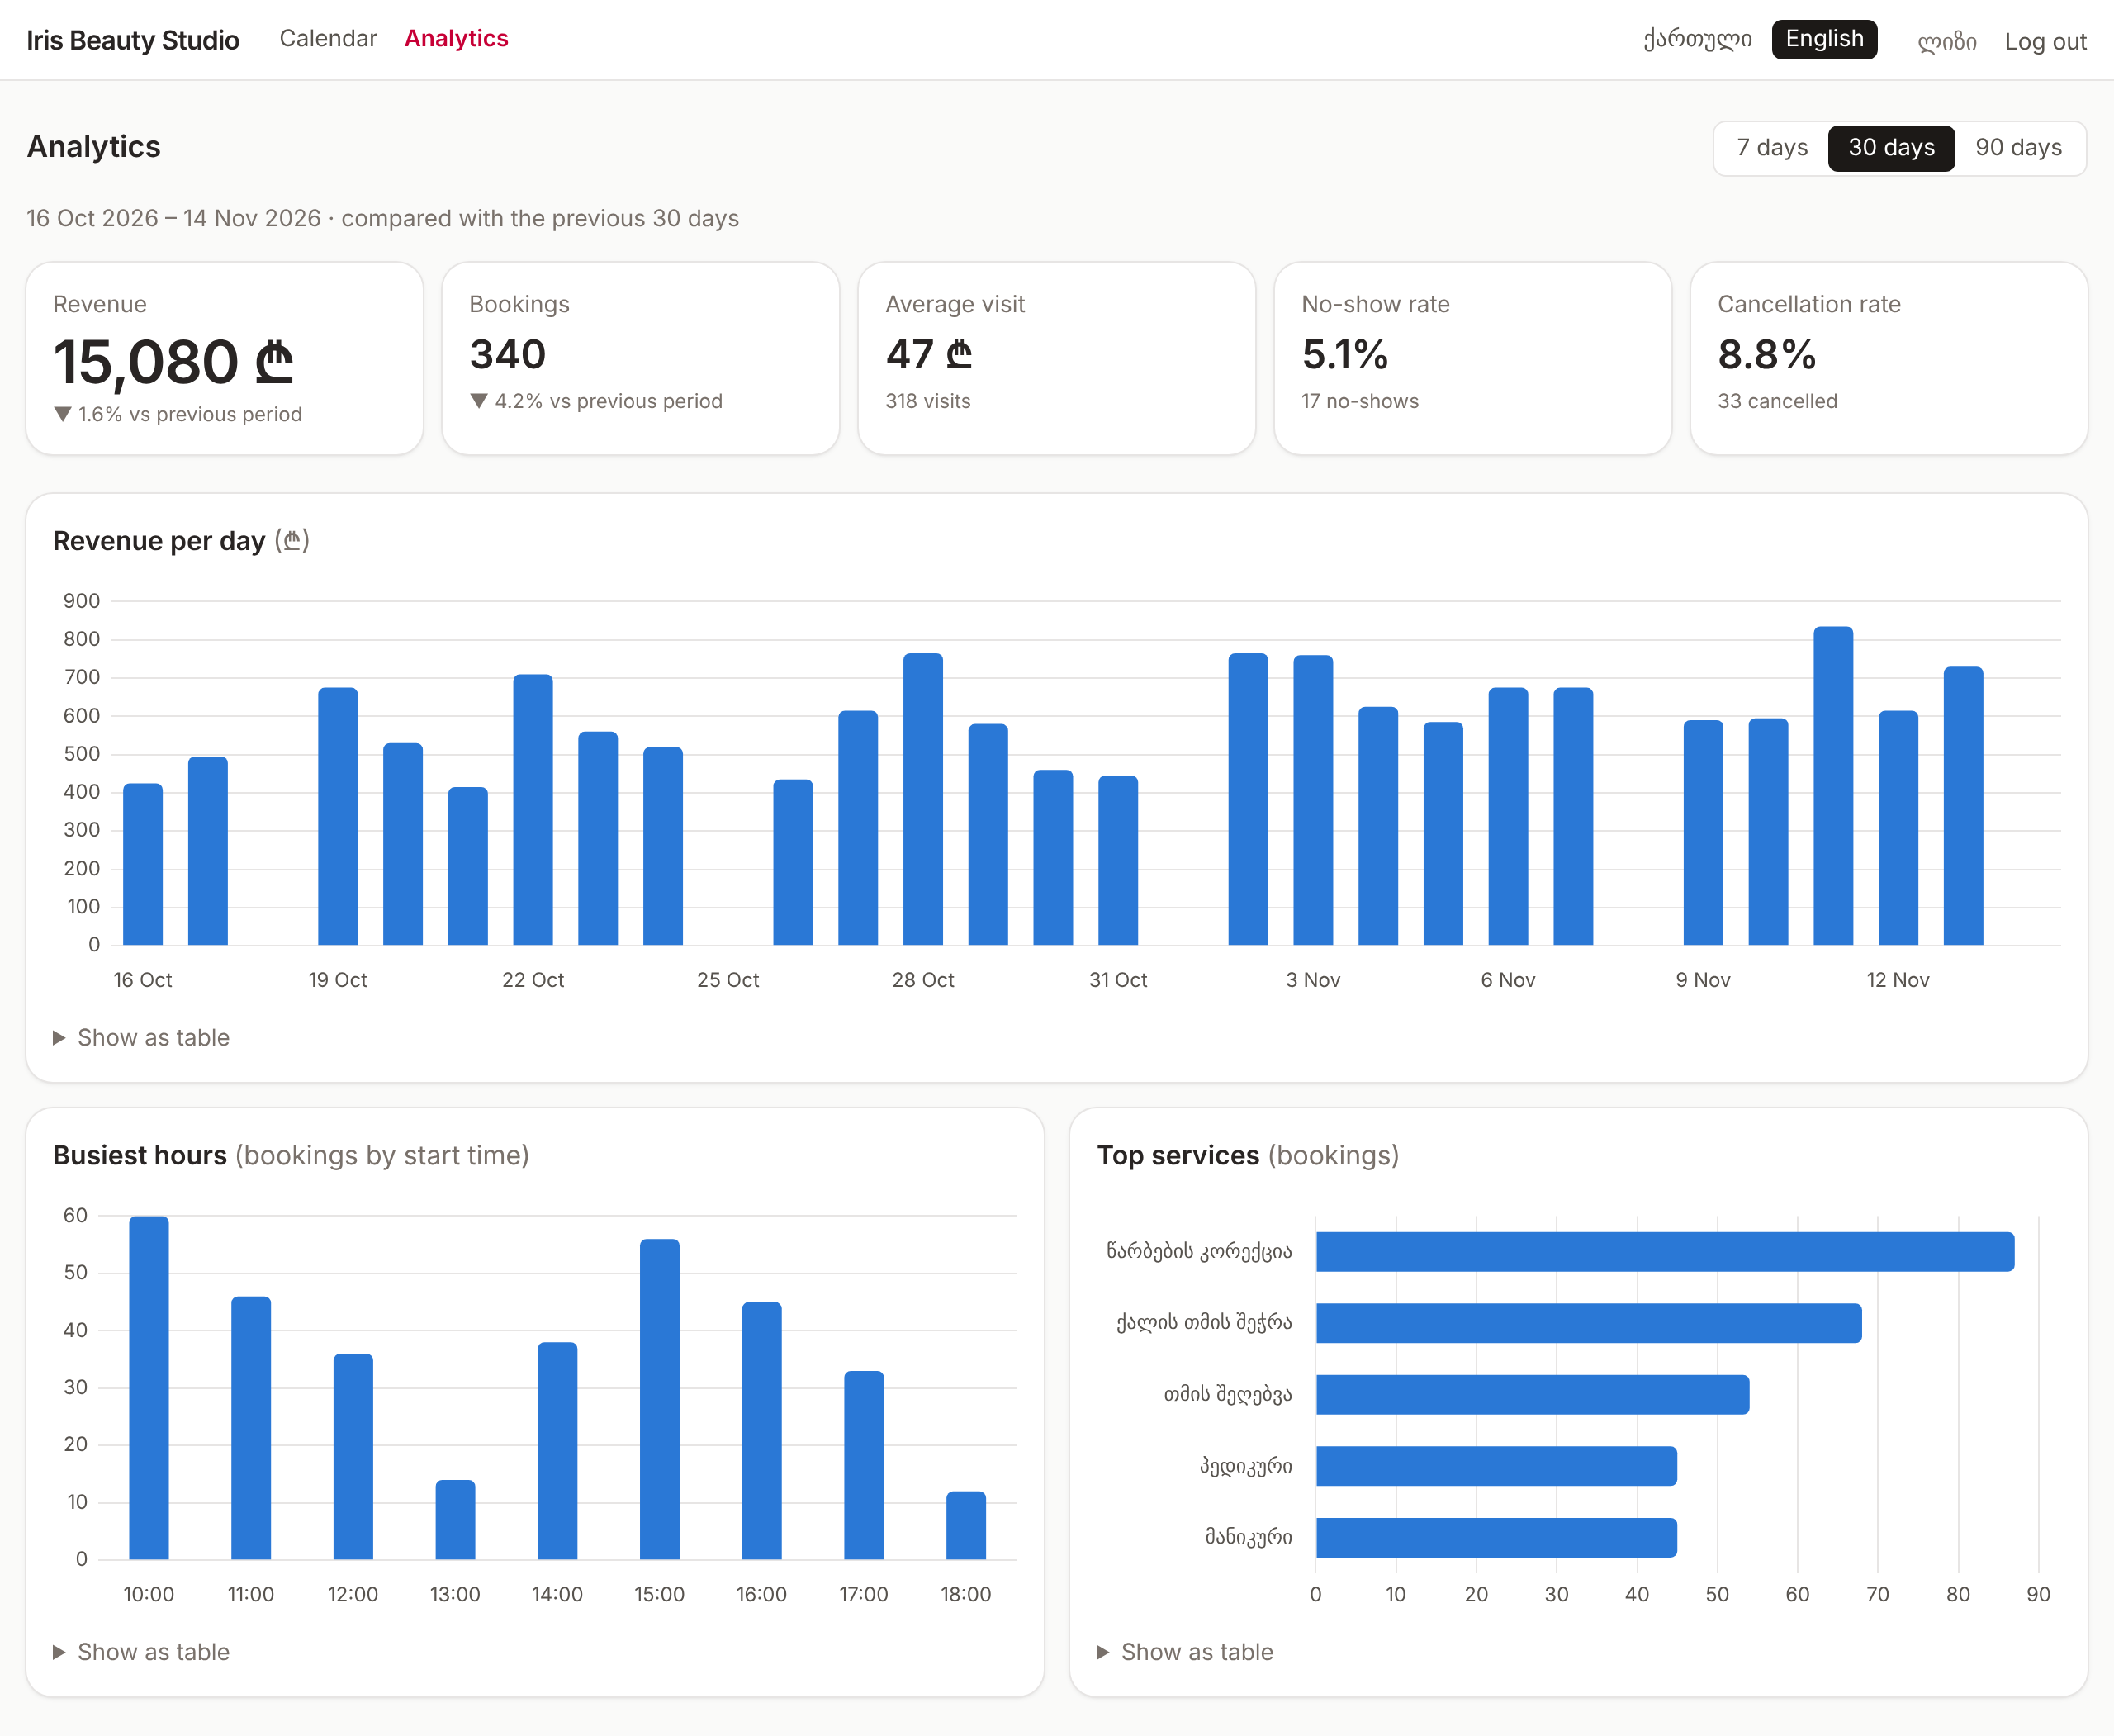 Iris Beauty Studio Calendar Analytics ქართული English ლიზი Log out
Analytics 7 days 30 days 90 days
16 Oct 2026 – 14 Nov 2026 · compared with the previous 30 days
Revenue
15,080 ₾
▼ 1.6% vs previous period
Bookings
340
▼ 4.2% vs previous period
Average visit
47 ₾
318 visits
No-show rate
5.1%
17 no-shows
Cancellation rate
8.8%
33 cancelled
Revenue per day (₾)
900
800
700
600
500
400
300
200
100
0
16 Oct 19 Oct 22 Oct 25 Oct 28 Oct 31 Oct 3 Nov 6 Nov 9 Nov 12 Nov
▶ Show as table
Busiest hours (bookings by start time)
60
50
40
30
20
10
0
10:00 11:00 12:00 13:00 14:00 15:00 16:00 17:00 18:00
▶ Show as table
Top services (bookings)
წარბების კორექცია
ქალის თმის შეჭრა
თმის შეღებვა
პედიკური
მანიკური
0 10 20 30 40 50 60 70 80 90
▶ Show as table